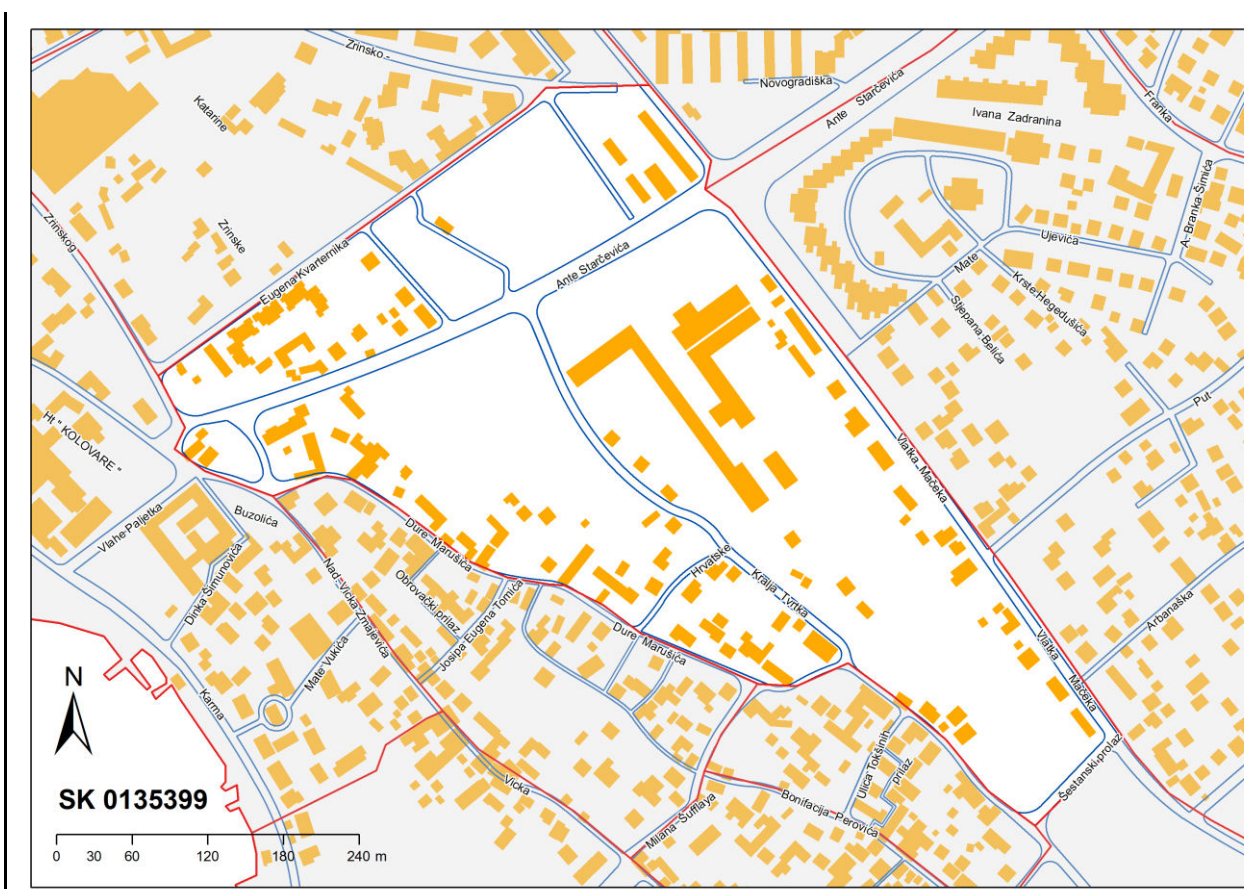 Zrinsko -
Novogradiška
Ante Starčevića
Franka
Katarine
Ivana Zadranina
A. Branka Šimića
Zrinskog
Zrinske
Ujevića
Eugena Kvarternika
Ante Starčevića
Mate
Krste Hegedušića
Stjepana Belića
Put
Ht " KOLOVARE "
Vlatka Mačeka
Vlahe Paljetka
Buzolića
Đure Marušića
Dinka Šimunovića
Nad. Vicka Zmajevića
Obrovački prilaz
Josipa Eugena Tomića
Hrvatske
Kralja Tvrtka
Arbanaška
Mate Vukića
Đure Marušića
Vlatka
Mačeka
Karma
N
Ulica Tokšinih
prilaz
Šestanski prolaz
Vicka
SK 0135399
Bonifacija Perovića
Milana Šufflaya
0 30 60 120 180 240 m